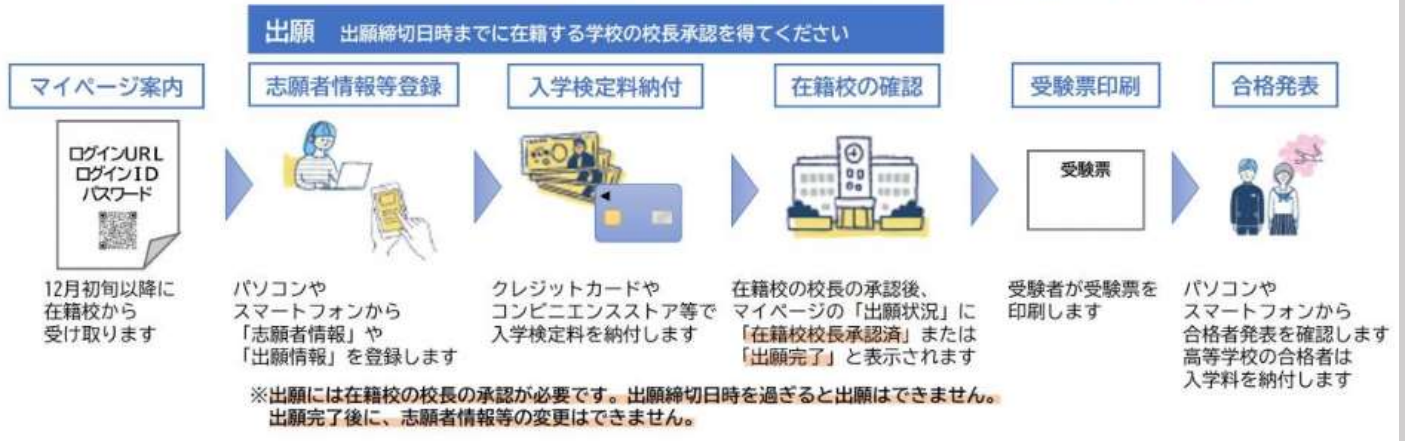 出願 出願締切日時までに在籍する学校の校長承認を得てください
マイページ案内
ログインURL
ログインID
パスワード
12月初旬以降に
在籍校から
受け取ります
志願者情報等登録
パソコンや
スマートフォンから
「志願者情報」や
「出願情報」を登録します
入学検定料納付
クレジットカードや
コンビニエンスストア等で
入学検定料を納付します
在籍校の確認
在籍校の校長の承認後、
マイページの「出願状況」に
「在籍校校長承認済」または
「出願完了」と表示されます
受験票印刷
受験票
受験者が受験票を
印刷します
合格発表
パソコンや
スマートフォンから
合格者発表を確認します
高等学校の合格者は
入学料を納付します
※出願には在籍校の校長の承認が必要です。出願締切日時を過ぎると出願はできません。
出願完了後に、志願者情報等の変更はできません。